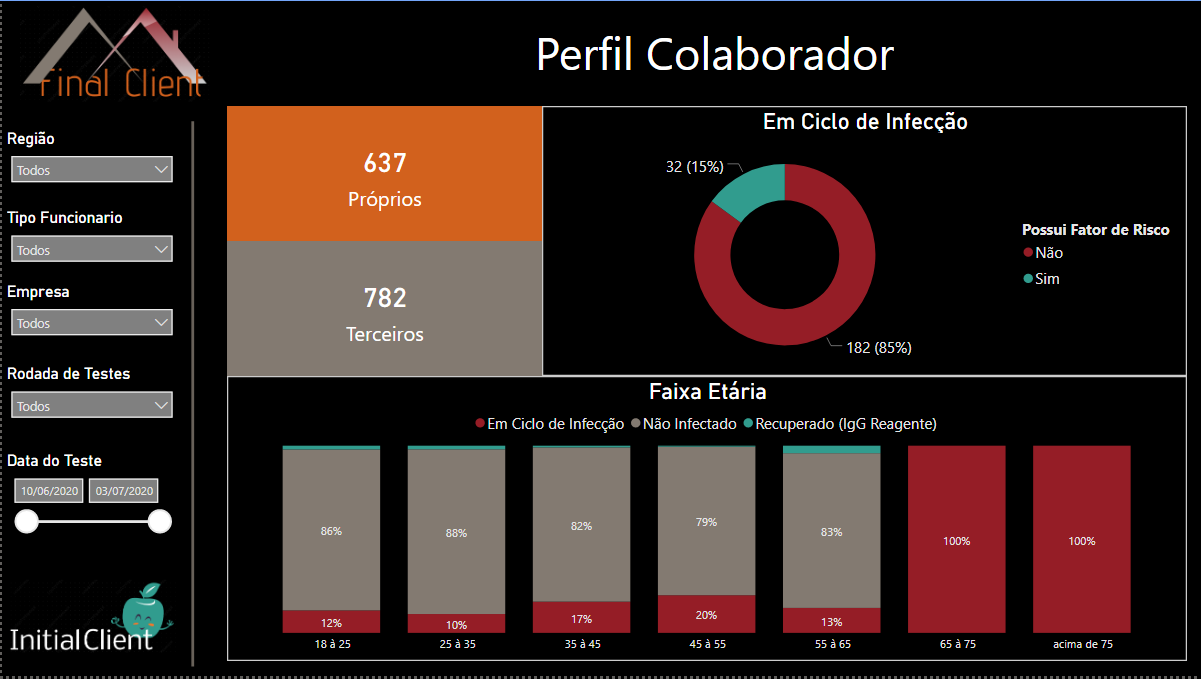 Final Client
Perfil Colaborador
Região
Todos
Tipo Funcionario
Todos
Empresa
Todos
Rodada de Testes
Todos
Data do Teste
10/06/2020 03/07/2020
InitialClient
637
Próprios
782
Terceiros
Em Ciclo de Infecção
32 (15%)
182 (85%)
Possui Fator de Risco
Não
Sim
Faixa Etária
Em Ciclo de Infecção Não Infectado Recuperado (IgG Reagente)
86% 88% 82% 79% 83% 100% 100%
12% 10% 17% 20% 13%
18 à 25 25 à 35 35 à 45 45 à 55 55 à 65 65 à 75 acima de 75